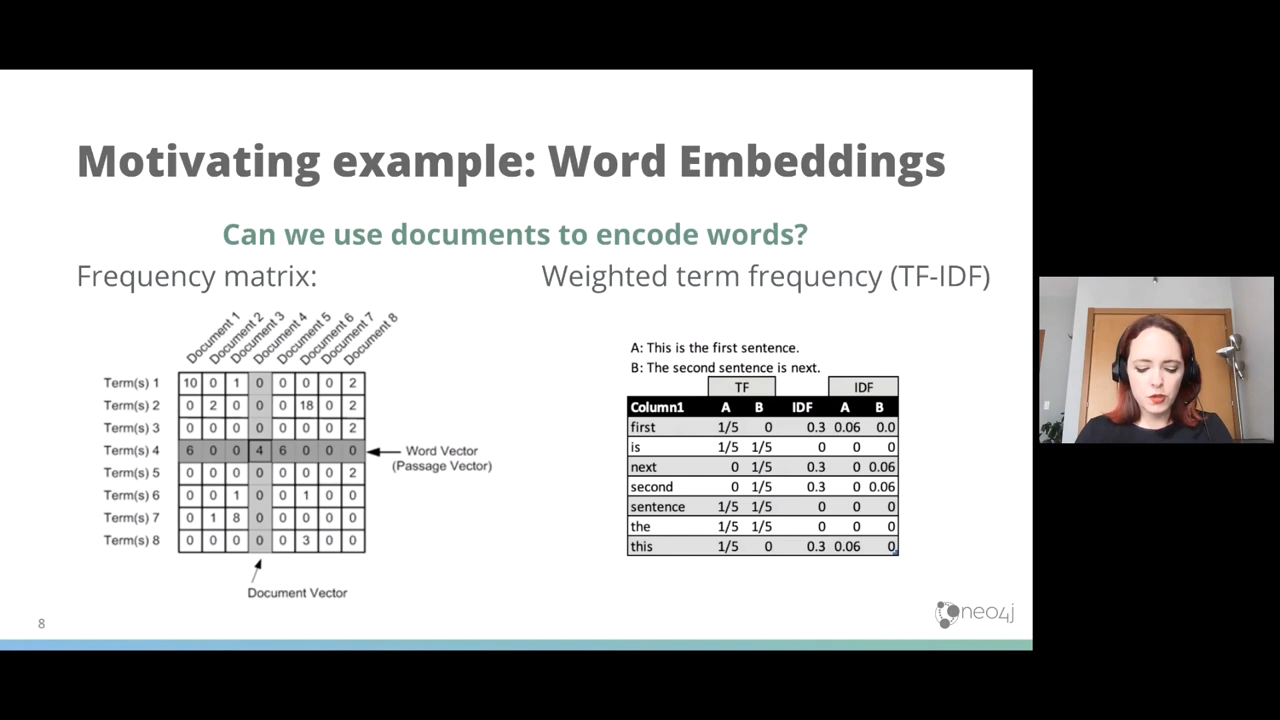 Motivating example: Word Embeddings
Can we use documents to encode words?
Frequency matrix:
Document 1 Document 2 Document 3 Document 4 Document 5 Document 6 Document 7 Document 8
Term(s) 1 10 0 1 0 0 0 0 2
Term(s) 2 0 2 0 0 0 18 0 2
Term(s) 3 0 0 0 0 0 0 0 2
Term(s) 4 6 0 0 4 6 0 0 0
Term(s) 5 0 0 0 0 0 0 0 2
Term(s) 6 0 0 1 0 0 1 0 0
Term(s) 7 0 1 8 0 0 0 0 0
Term(s) 8 0 0 0 0 0 3 0 0
Word Vector
(Passage Vector)
Document Vector
Weighted term frequency (TF-IDF)
A: This is the first sentence.
B: The second sentence is next.
TF IDF
Column1 A B IDF A B
first 1/5 0 0.3 0.06 0.0
is 1/5 1/5 0 0 0
next 0 1/5 0.3 0 0.06
second 0 1/5 0.3 0 0.06
sentence 1/5 1/5 0 0 0
the 1/5 1/5 0 0 0
this 1/5 0 0.3 0.06 0
8
neo4j